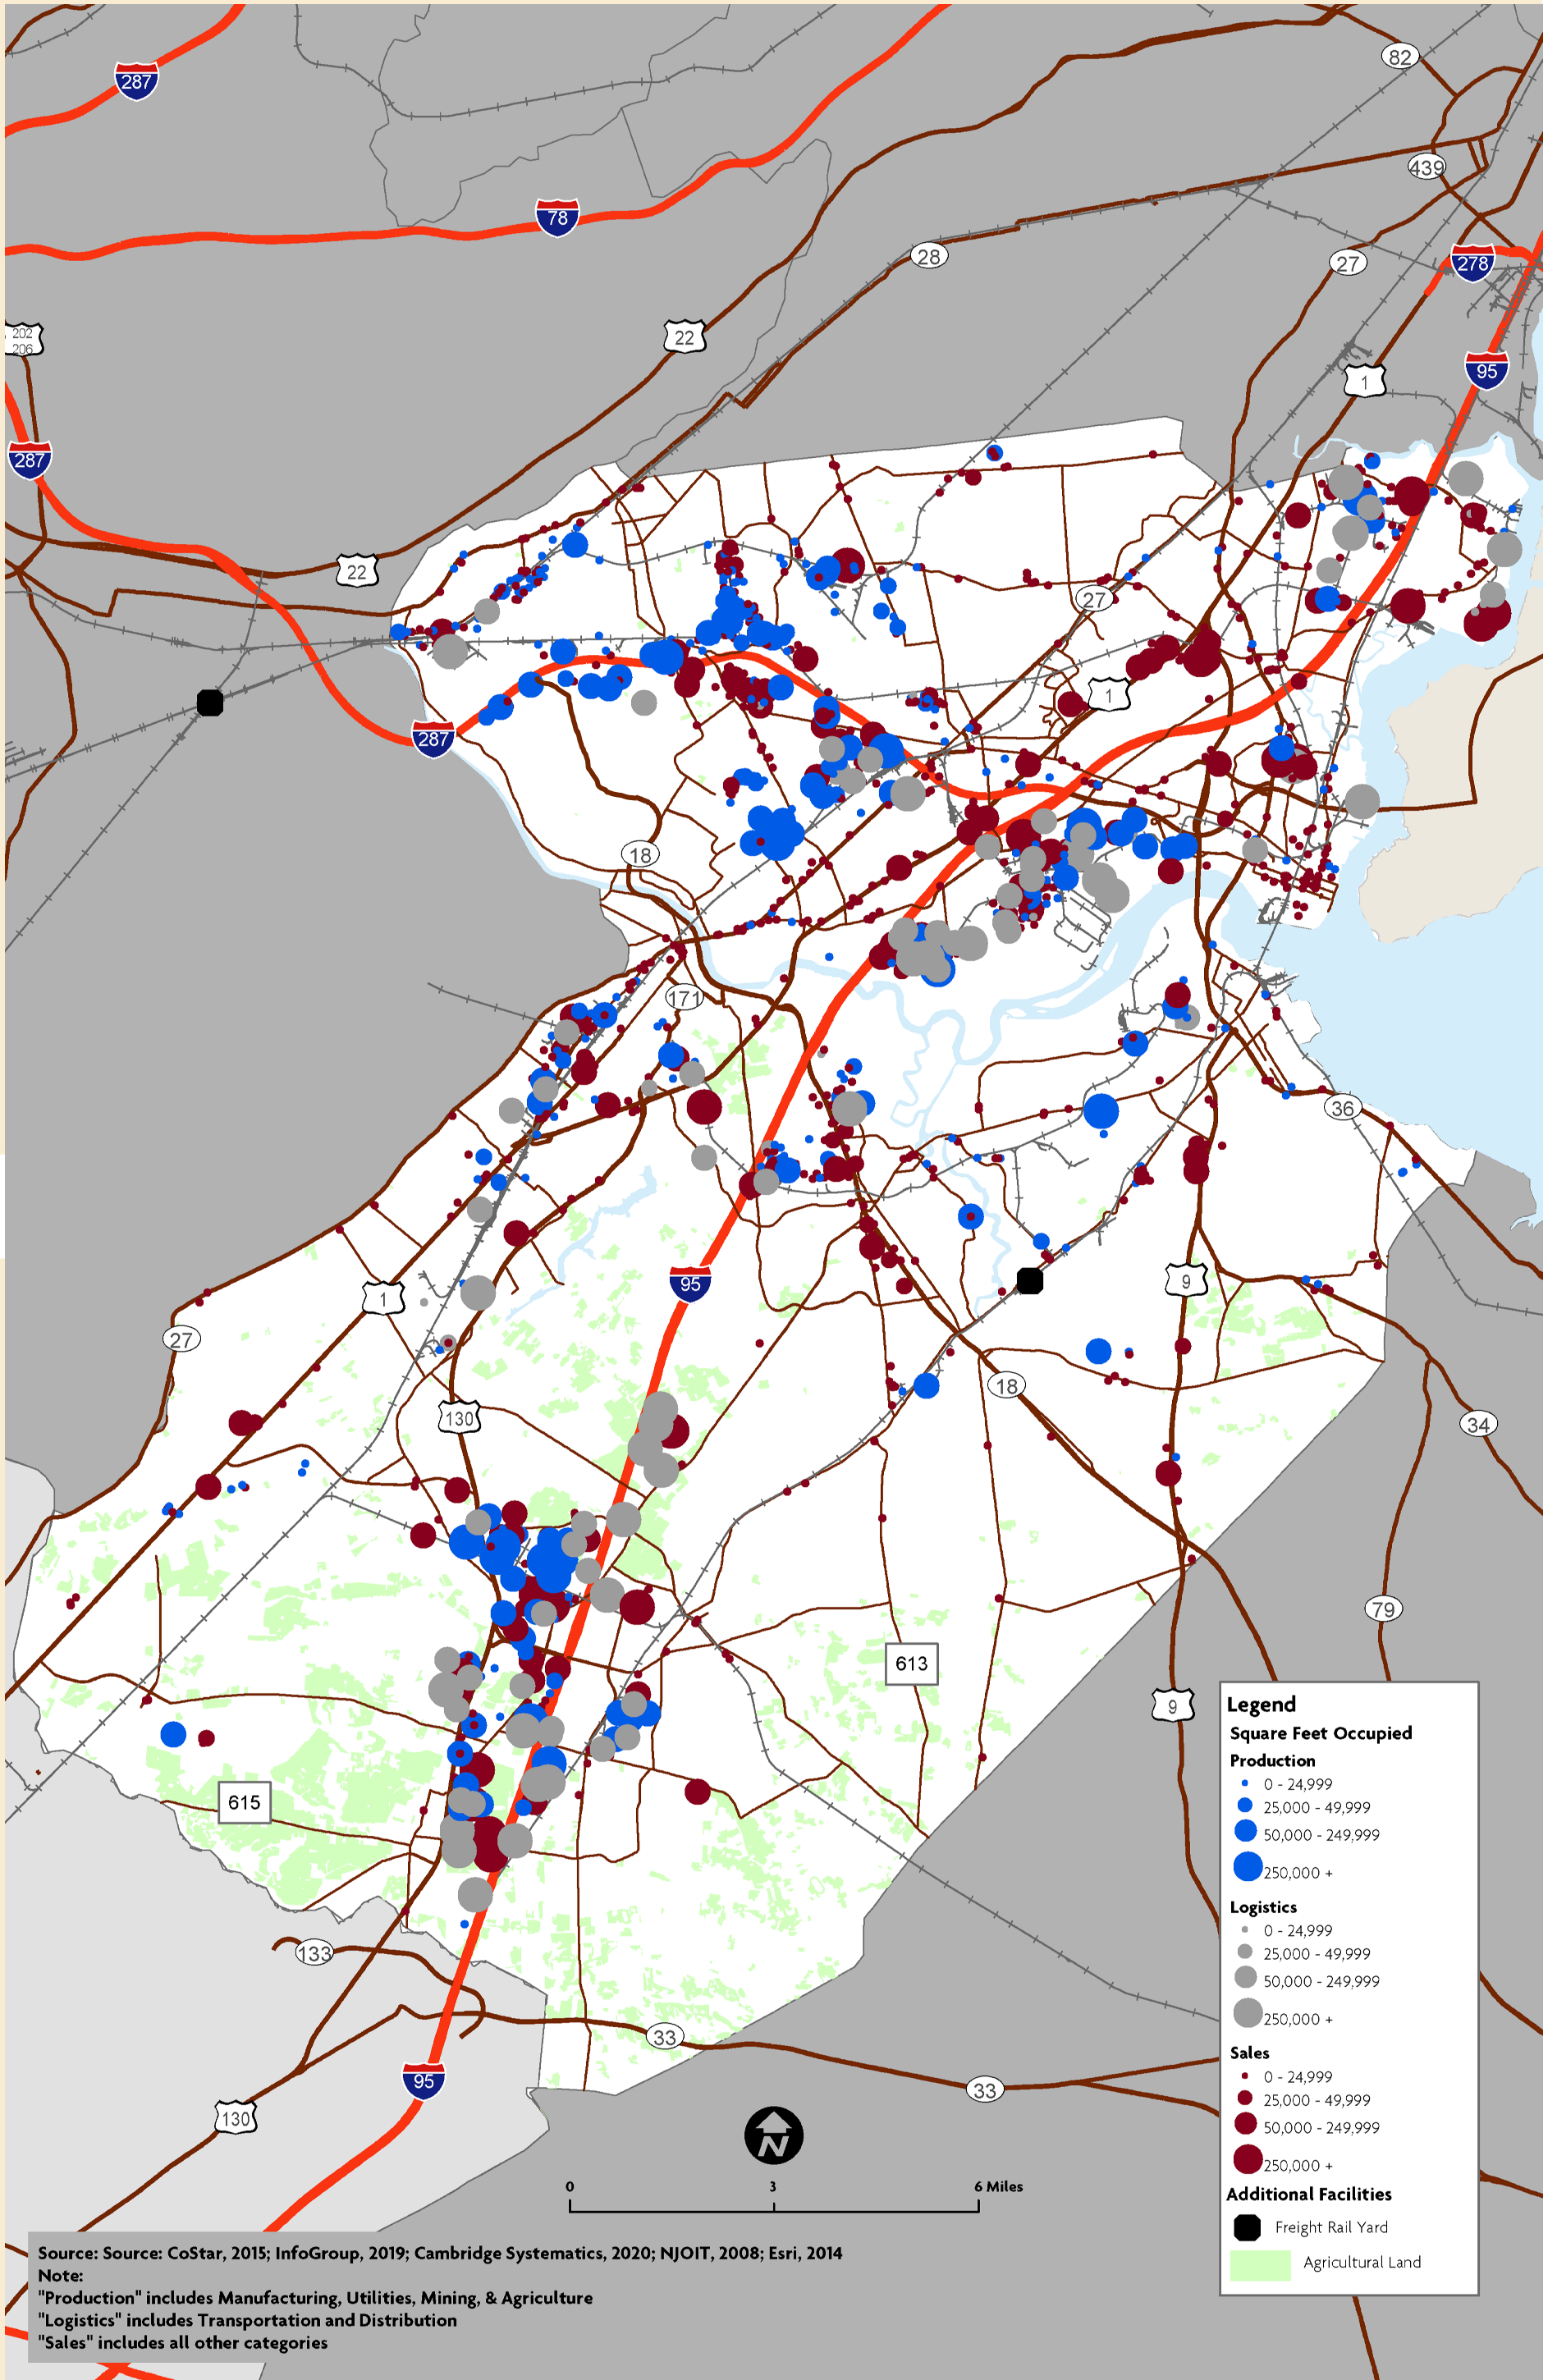 82
287
439
78
28
27
278
202
206
22
95
1
287
22
27
1
287
18
171
36
95
9
1
27
18
130
34
79
613
9
615
133
33
95
33
130
Legend
Square Feet Occupied
Production
0 - 24,999
25,000 - 49,999
50,000 - 249,999
250,000 +
Logistics
0 - 24,999
25,000 - 49,999
50,000 - 249,999
250,000 +
Sales
0 - 24,999
25,000 - 49,999
50,000 - 249,999
250,000 +
Additional Facilities
Freight Rail Yard
Agricultural Land
N
0 3 6 Miles
Source: Source: CoStar, 2015; InfoGroup, 2019; Cambridge Systematics, 2020; NJOIT, 2008; Esri, 2014
Note:
"Production" includes Manufacturing, Utilities, Mining, & Agriculture
"Logistics" includes Transportation and Distribution
"Sales" includes all other categories